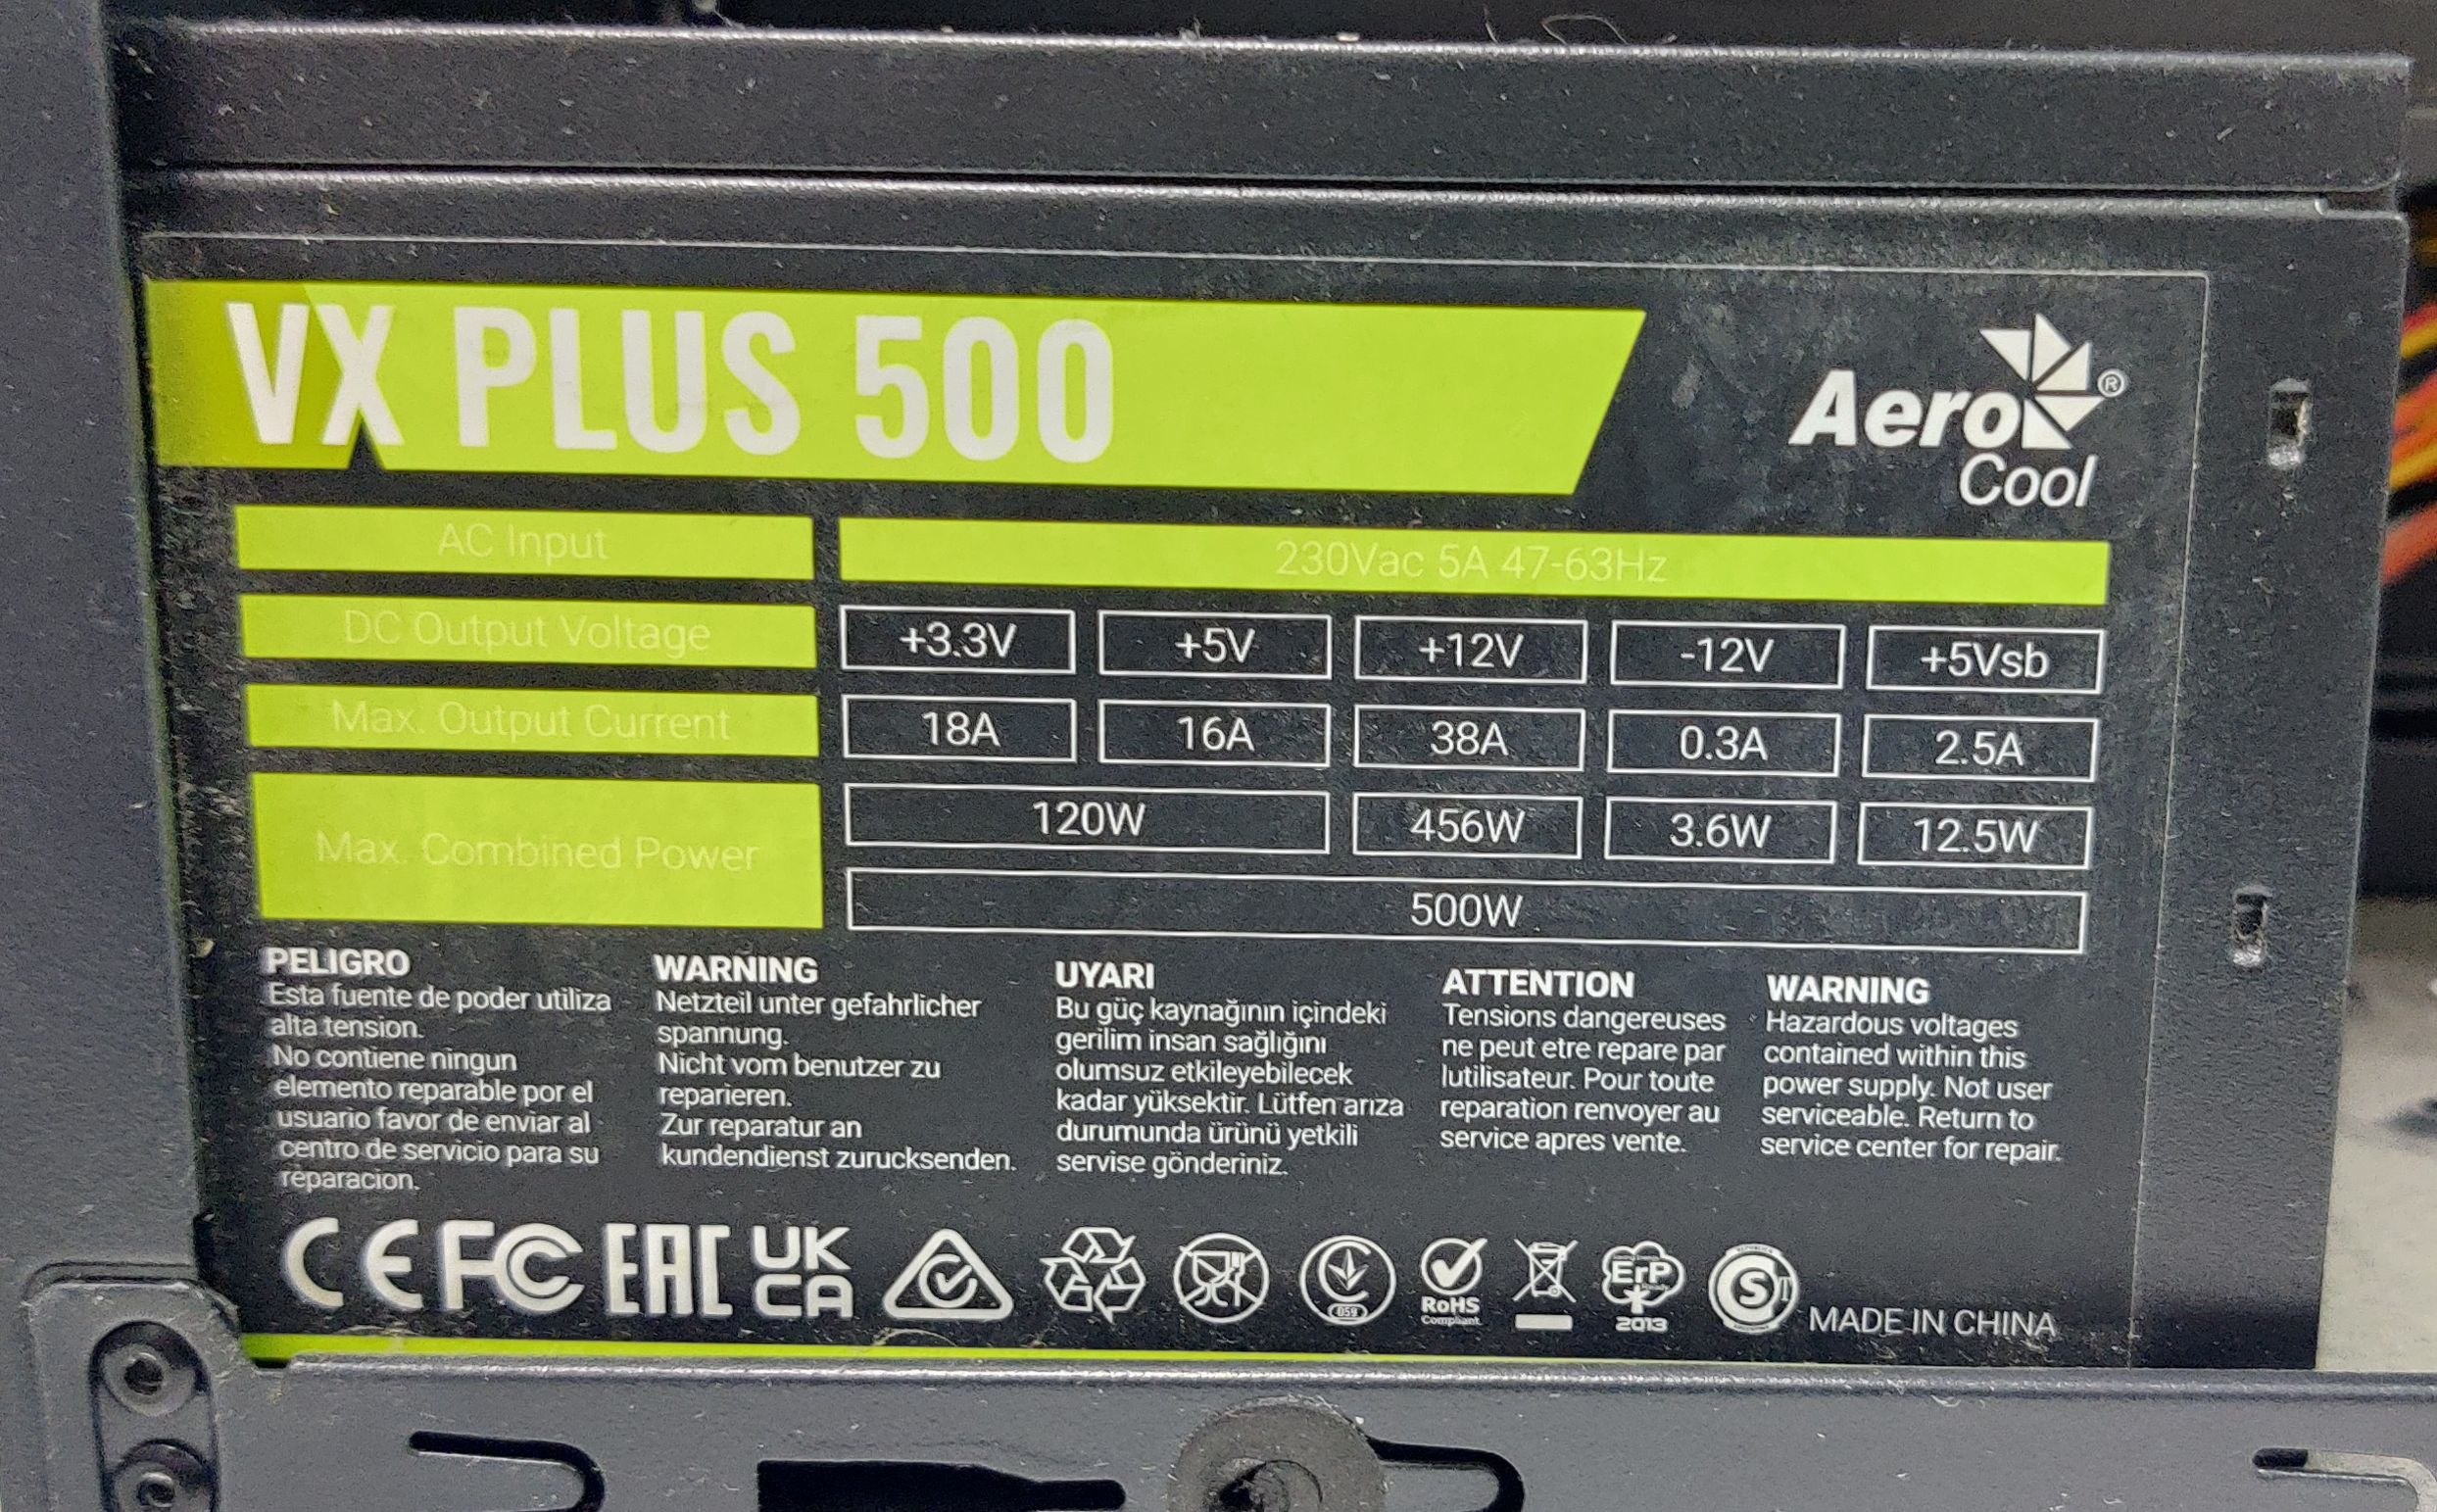 VX PLUS 500
Aero
Cool
®
AC Input
230Vac 5A 47-63Hz
DC Output Voltage
+3.3V
+5V
+12V
-12V
+5Vsb
Max. Output Current
18A
16A
38A
0.3A
2.5A
Max. Combined Power
120W
456W
3.6W
12.5W
500W
PELIGRO
Esta fuente de poder utiliza
alta tension.
No contiene ningun
elemento reparable por el
usuario favor de enviar al
centro de servicio para su
reparacion.
WARNING
Netzteil unter gefahrlicher
spannung.
Nicht vom benutzer zu
reparieren.
Zur reparatur an
kundendienst zurucksenden.
UYARI
Bu güç kaynağının içindeki
gerilim insan sağlığını
olumsuz etkileyebilecek
kadar yüksektir. Lütfen arıza
durumunda ürünü yetkili
servise gönderiniz.
ATTENTION
Tensions dangereuses
ne peut etre repare par
lutilisateur. Pour toute
reparation renvoyer au
service apres vente.
WARNING
Hazardous voltages
contained within this
power supply. Not user
serviceable. Return to
service center for repair.
CE FC EAC UK
CA
059
RoHS
Compliant
ErP
2013
S
MADE IN CHINA